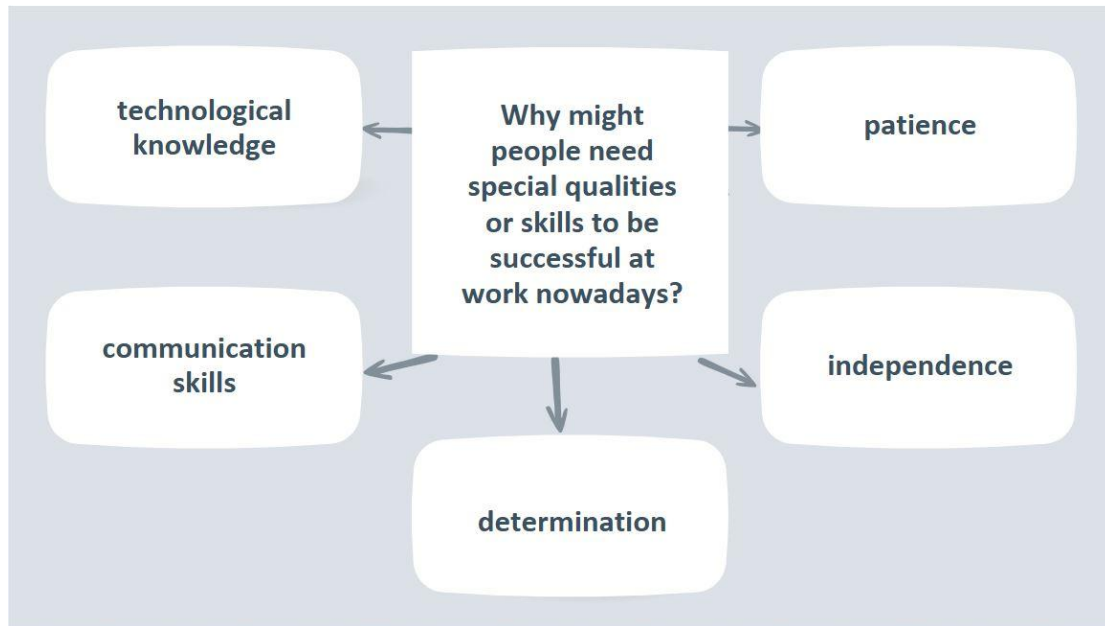 technological
knowledge
Why might
people need
special qualities
or skills to be
successful at
work nowadays?
patience
communication
skills
independence
determination